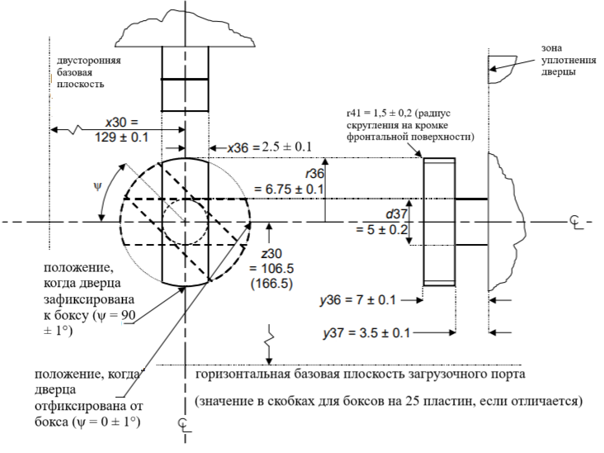 двусторонняя
базовая
плоскость
зона
уплотнения
дверцы
x30 =
129 ± 0.1
x36 = 2.5 ± 0.1
r41 = 1,5 ± 0,2 (радиус
скругления на кромке
фронтальной поверхности)
ψ
r36
= 6.75 ± 0.1
d37
= 5 ± 0.2
z30
= 106.5
(166.5)
положение,
когда дверца
зафиксирована
к боксу (ψ = 90
± 1°)
y36 = 7 ± 0.1
y37 = 3.5 ± 0.1
положение, когда
дверца
отфиксирована от
бокса (ψ = 0 ± 1°)
горизонтальная базовая плоскость загрузочного порта
(значение в скобках для боксов на 25 пластин, если отличается)
℄
℄